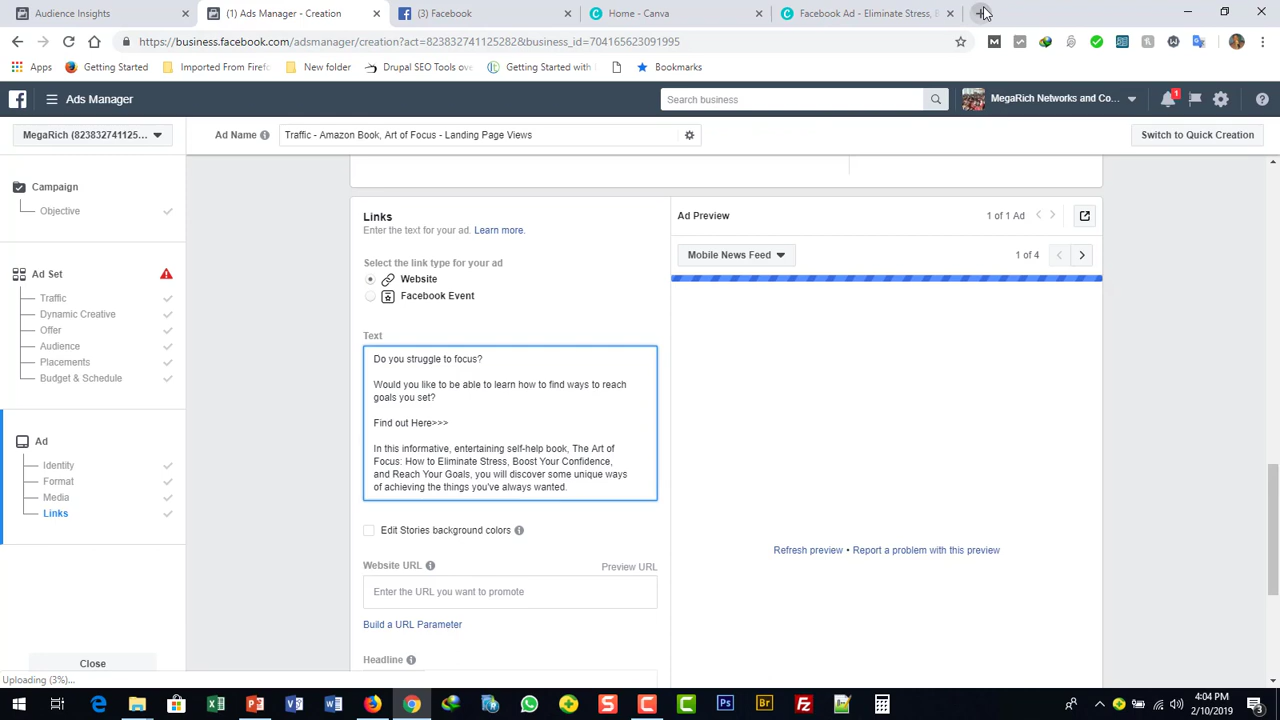 Audience Insights
(1) Ads Manager - Creation
(3) Facebook
Home - Canva
Facebook Ad - Eliminate Stress,
https://business.facebook.com/adsmanager/creation?act=823832741125282&business_id=704165623091995
Apps
Getting Started
Imported From Firef
New folder
Drupal SEO Tools ov
Getting Started with I
Bookmarks
Ads Manager
Search business
MegaRich Networks and Co...
1
MegaRich (823832741125...
Ad Name
Traffic - Amazon Book, Art of Focus - Landing Page Views
Switch to Quick Creation
Campaign
Objective
Ad Set
Traffic
Dynamic Creative
Offer
Audience
Placements
Budget & Schedule
Ad
Identity
Format
Media
Links
Close
Links
Enter the text for your ad. Learn more.
Select the link type for your ad
Website
Facebook Event
Text
Do you struggle to focus?
Would you like to be able to learn how to find ways to reach
goals you set?
Find out Here>>>
In this informative, entertaining self-help book, The Art of
Focus: How to Eliminate Stress, Boost Your Confidence,
and Reach Your Goals, you will discover some unique ways
of achieving the things you've always wanted.
Edit Stories background colors
Website URL
Preview URL
Enter the URL you want to promote
Build a URL Parameter
Headline
Ad Preview
1 of 1 Ad
Mobile News Feed
1 of 4
Refresh preview • Report a problem with this preview
Uploading (3%)...
4:04 PM
2/10/2019